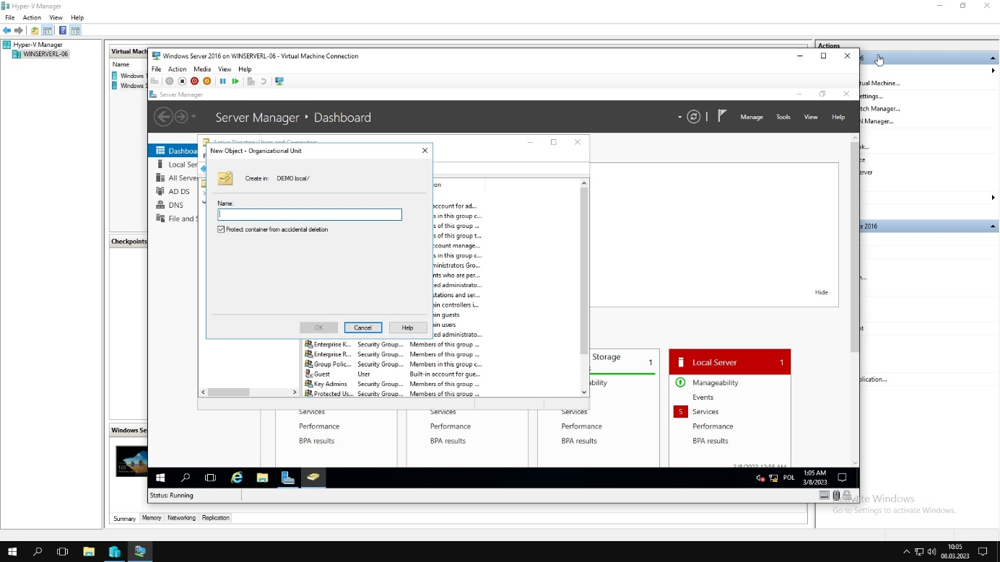 Hyper-V Manager
File Action View Help
Hyper-V Manager
WINSERVERL-06
Virtual Mach
Name
Windows 1
Windows S
Checkpoints
Windows Se
Summary Memory Networking Replication
Windows Server 2016 on WINSERVERL-06 - Virtual Machine Connection
File Action Media View Help
Server Manager
Server Manager • Dashboard
Manage Tools View Help
Dashboa
Local Ser
All Server
AD DS
DNS
File and S
Active Directory Users and Computers
New Object - Organizational Unit
Create in: DEMO.local/
Name:
Protect container from accidental deletion
OK Cancel Help
on
account for ad...
s in this group c...
s of this group ...
s of this group t...
ccount manage...
s in this group c...
ministrators Gro...
nts who are per...
ed administrato...
stations and ser...
ain controllers i...
ain guests
ain users
ed administrato...
Enterprise K... Security Group... Members of this group ...
Enterprise R... Security Group... Members of this group ...
Group Polic... Security Group... Members in this group c...
Guest User Built-in account for gue...
Key Admins Security Group... Members of this group ...
Protected Us... Security Group... Members of this group ...
Hide
Services
Performance
BPA results
Services
Performance
BPA results
Storage 1
ability
Services
Performance
BPA results
Local Server 1
Manageability
Events
5 Services
Performance
BPA results
3/8/2023 12:58 AM
POL
1:05 AM
3/8/2023
Status: Running
Actions
06
tual Machine...
ettings...
tch Manager...
N Manager...
sk...
ce
erver
er 2016
n...
nt
plication...
Activate Windows
Go to Settings to activate Windows.
10:05
08.03.2023